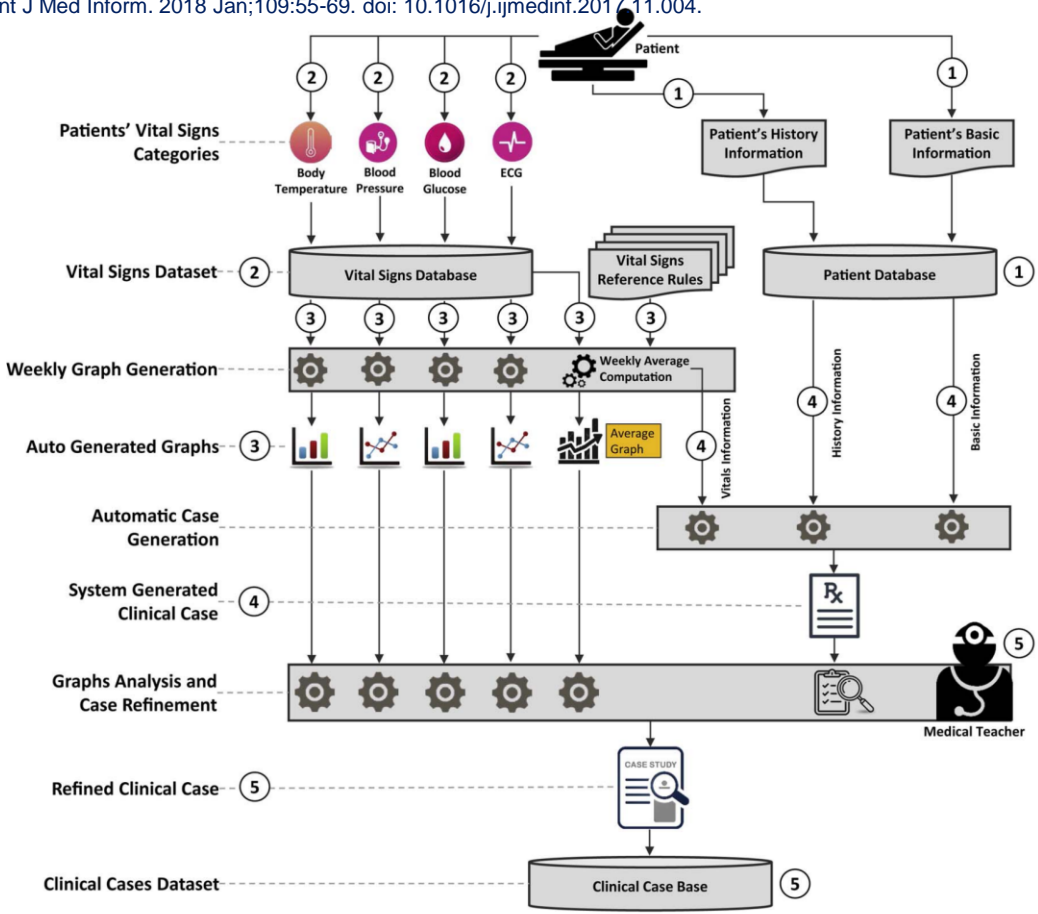 nt J Med Inform. 2018 Jan;109:55-69. doi: 10.1016/j.ijmedinf.2017.11.004.
Patient
2
2
2
2
1
1
Patients' Vital Signs
Categories
Body
Temperature
Blood
Pressure
Blood
Glucose
ECG
Patient's History
Information
Patient's Basic
Information
Vital Signs Dataset
2
Vital Signs Database
Vital Signs
Reference Rules
Patient Database
1
3
3
3
3
3
3
Weekly Graph Generation
Weekly Average
Computation
4
History Information
4
Basic Information
Auto Generated Graphs
3
Average
Graph
4
Vitals Information
Automatic Case
Generation
System Generated
Clinical Case
4
Rx
5
Graphs Analysis and
Case Refinement
Medical Teacher
Refined Clinical Case
5
CASE STUDY
Clinical Cases Dataset
Clinical Case Base
5